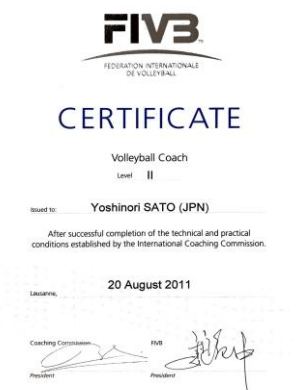 FIVB
FEDERATION INTERNATIONALE
DE VOLLEYBALL
CERTIFICATE
Volleyball Coach
Level II
Issued to: Yoshinori SATO (JPN)
After successful completion of the technical and practical
conditions established by the International Coaching Commission.
20 August 2011
Lausanne,
Coaching Commission FIVB
President President